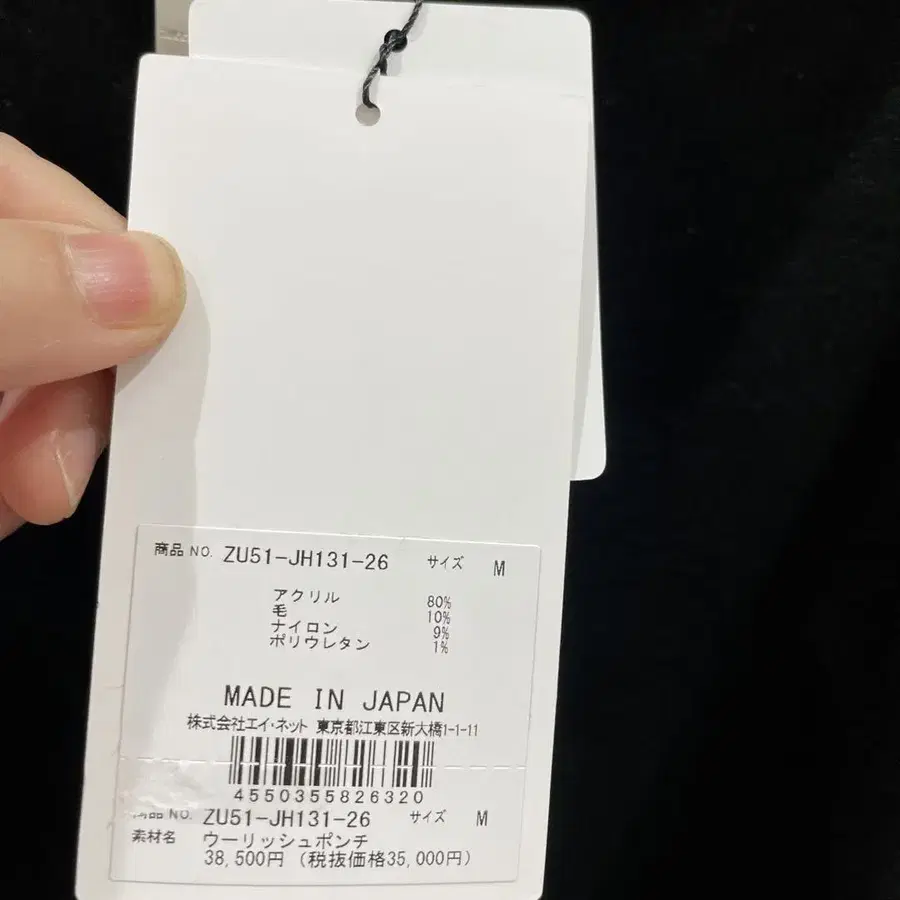 商品 NO. ZU51-JH131-26 サイズ M
アクリル 80%
毛 10%
ナイロン 9%
ポリウレタン 1%
MADE IN JAPAN
株式会社エイ・ネット 東京都江東区新大橋1-1-11
4550355826320
商品 NO. ZU51-JH131-26 サイズ M
素材名 ウーリッシュポンチ
38,500円 (税抜価格35,000円)